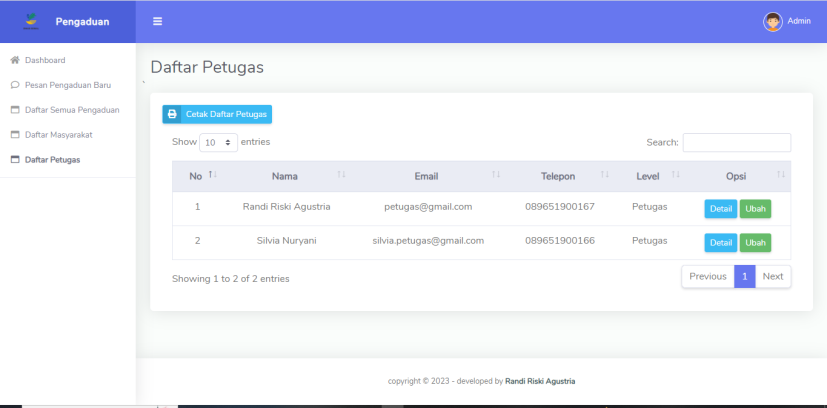 Pengaduan
Admin
Dashboard
Pesan Pengaduan Baru
Daftar Semua Pengaduan
Daftar Masyarakat
Daftar Petugas
Daftar Petugas
Cetak Daftar Petugas
Show 10 entries
Search:
No Nama Email Telepon Level Opsi
1 Randi Riski Agustria petugas@gmail.com 089651900167 Petugas Detail Ubah
2 Silvia Nuryani silvia.petugas@gmail.com 089651900166 Petugas Detail Ubah
Showing 1 to 2 of 2 entries
Previous 1 Next
copyright © 2023 - developed by Randi Riski Agustria